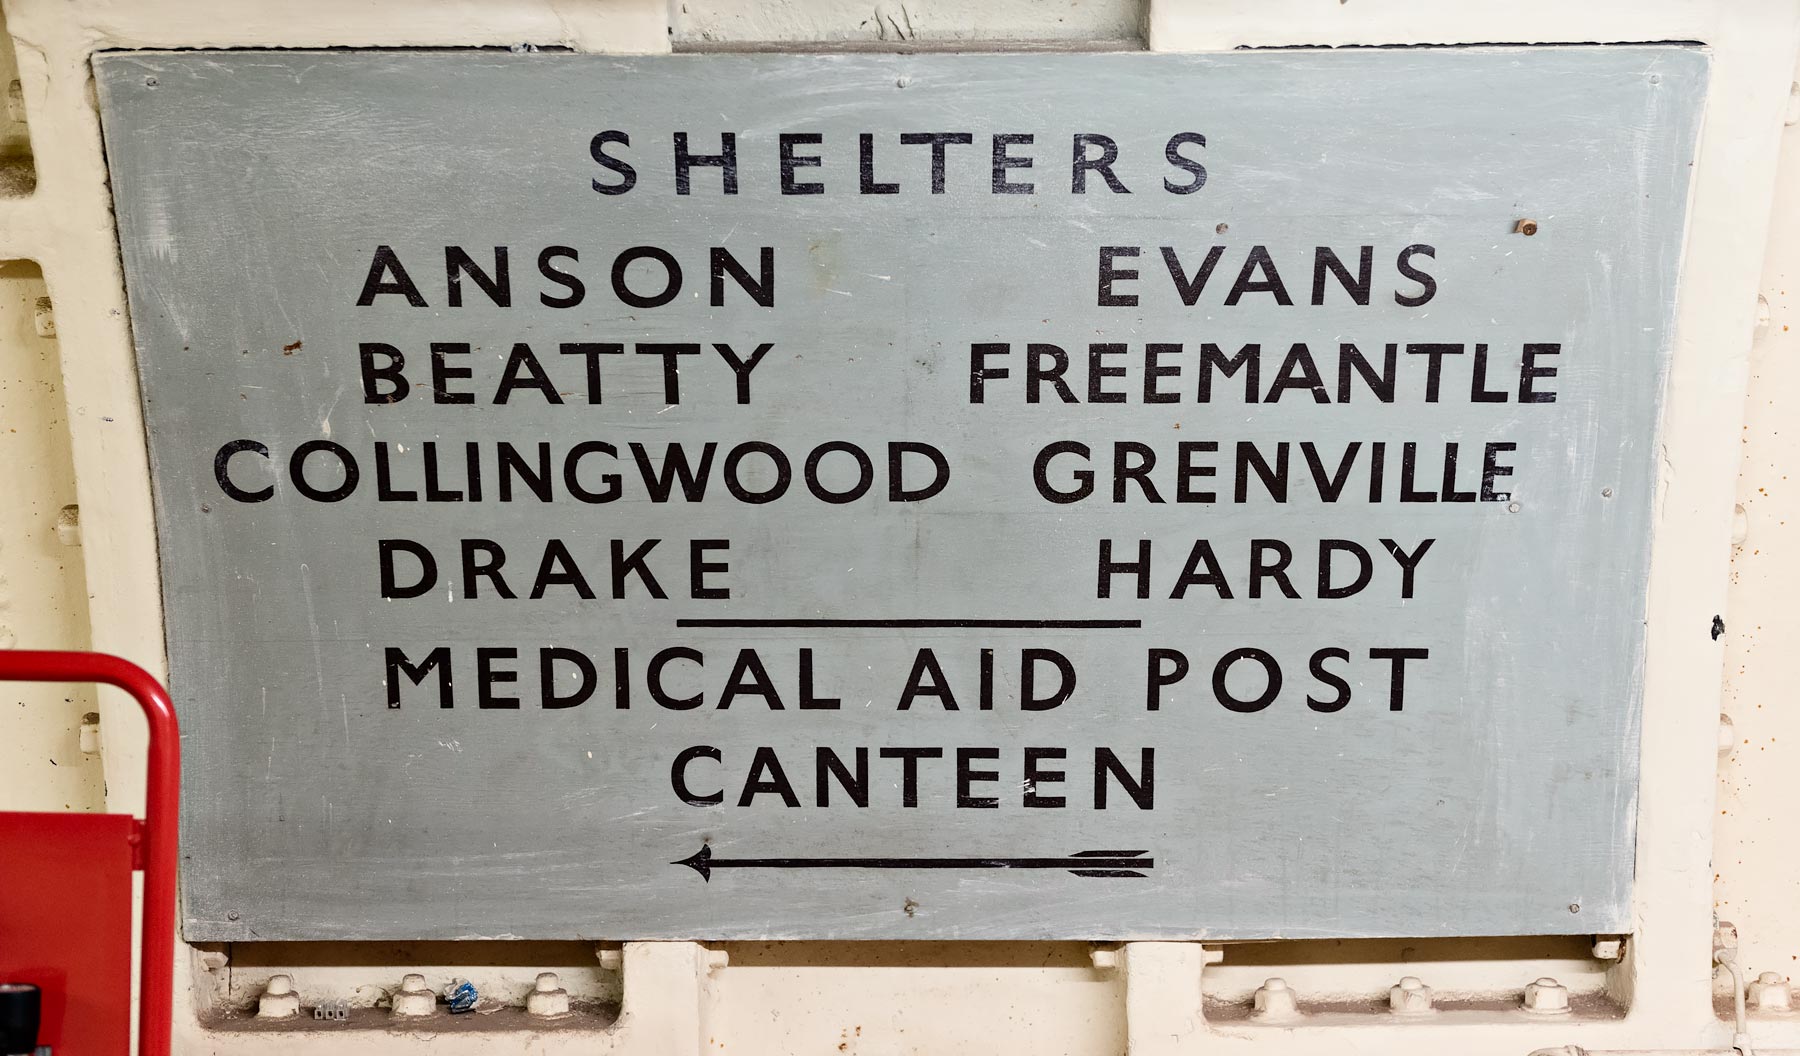 SHELTERS
ANSON EVANS
BEATTY FREEMANTLE
COLLINGWOOD GRENVILLE
DRAKE HARDY
MEDICAL AID POST
CANTEEN